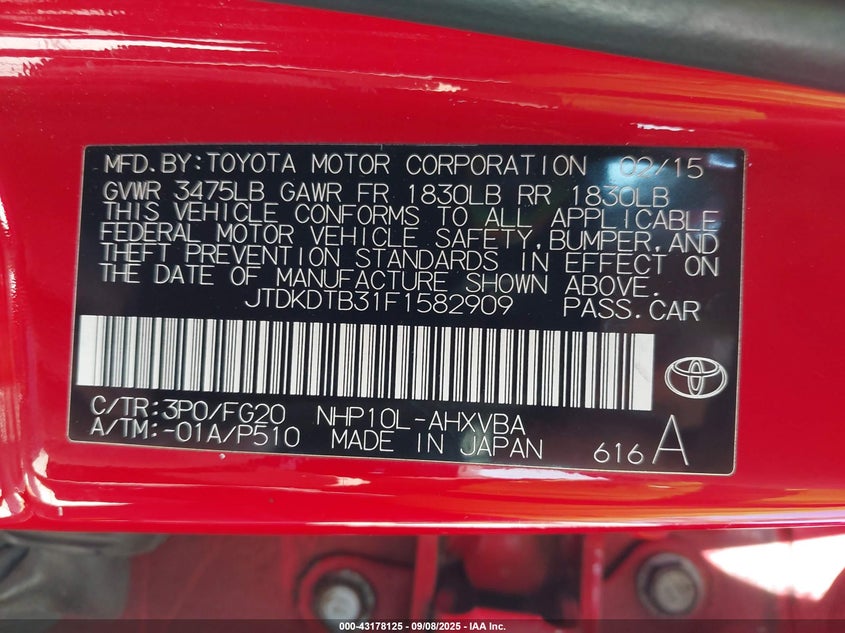 MFD.BY:TOYOTA MOTOR CORPORATION 02/15
GVWR 3475LB GAWR FR 1830LB RR 1830LB
THIS VEHICLE CONFORMS TO ALL APPLICABLE
FEDERAL MOTOR VEHICLE SAFETY,BUMPER,AND
THEFT PREVENTION STANDARDS IN EFFECT ON
THE DATE OF MANUFACTURE SHOWN ABOVE.
JTDKDTB31F1582909 PASS.CAR
C/TR:3P0/FG20 NHP10L-AHXVBA
A/TM:-01A/P510 MADE IN JAPAN 616 A
000-43178125 - 09/08/2025 - IAA Inc.